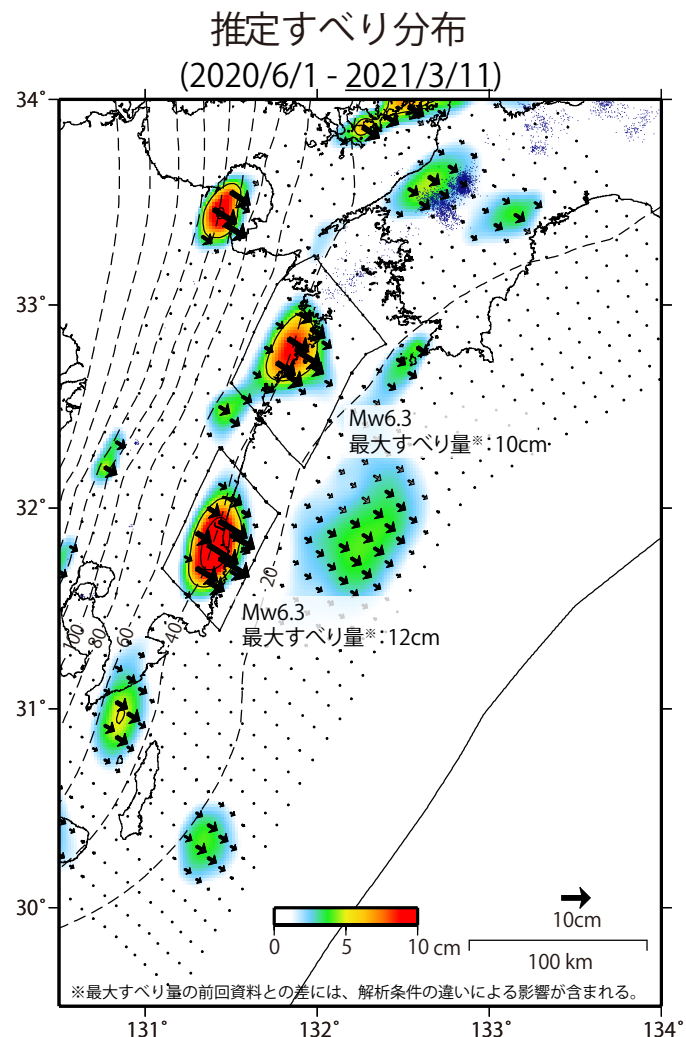 推定すべり分布
(2020/6/1 - 2021/3/11)
34˚
33˚
32˚
31˚
30˚
131˚
132˚
133˚
134˚
Mw6.3
最大すべり量※：10cm
Mw6.3
最大すべり量※：12cm
100
80
60
40
20
0
5
10 cm
10cm
100 km
※最大すべり量の前回資料との差には、解析条件の違いによる影響が含まれる。